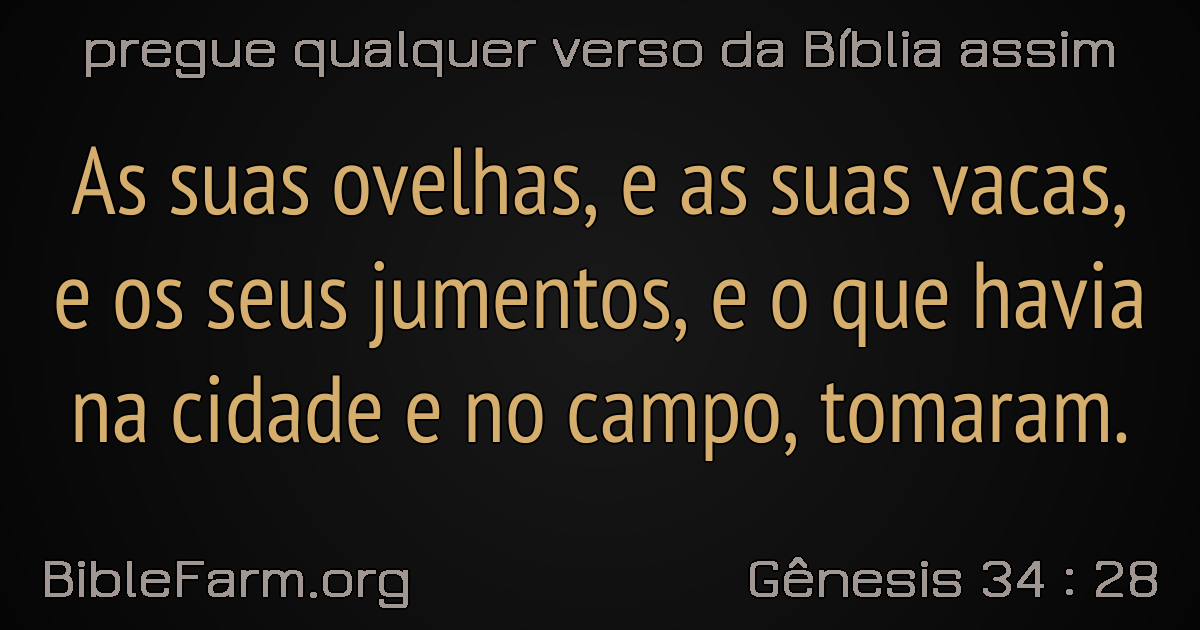 pregue qualquer verso da Bíblia assim
As suas ovelhas, e as suas vacas,
e os seus jumentos, e o que havia
na cidade e no campo, tomaram.
BibleFarm.org
Gênesis 34 : 28